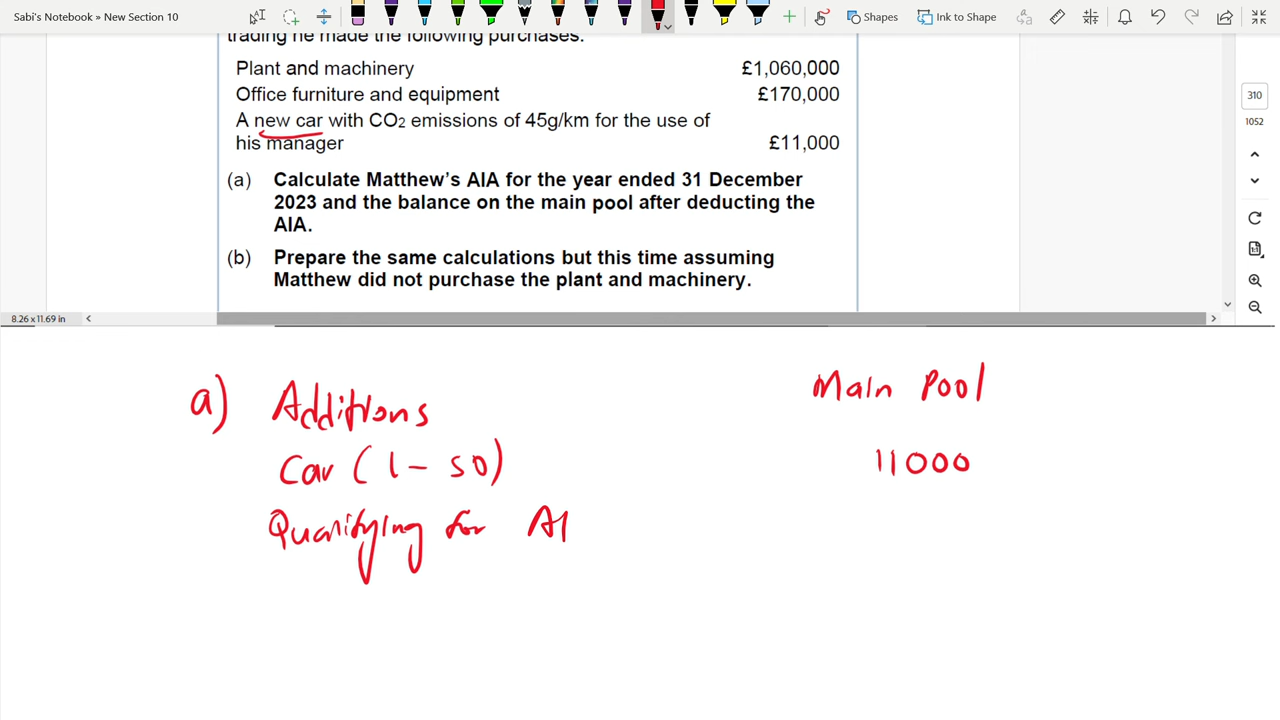 Sabi's Notebook » New Section 10
Shapes
Ink to Shape
trading he made the following purchases.
Plant and machinery £1,060,000
Office furniture and equipment £170,000
A new car with CO2 emissions of 45g/km for the use of
his manager £11,000
(a) Calculate Matthew's AIA for the year ended 31 December
2023 and the balance on the main pool after deducting the
AIA.
(b) Prepare the same calculations but this time assuming
Matthew did not purchase the plant and machinery.
310
1052
8.26 x 11.69 in
a) Additions Main Pool
Car (1 - 50) 11000
Qualifying for AI